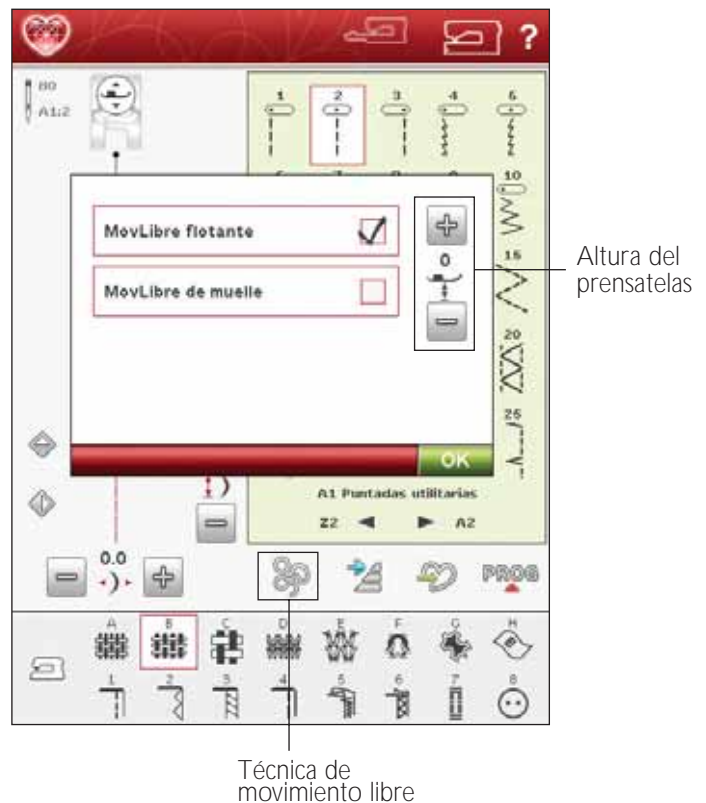 ?
80
A1:2
1 2 3 4 5
10
MovLibre flotante
0
15
MovLibre de muelle
20
25
OK
Altura del
prensatelas
A1 Puntadas utilitarias
Z2 A2
0.0
PROG
A B C D E F G H
1 2 3 4 5 6 7 8
Técnica de
movimiento libre